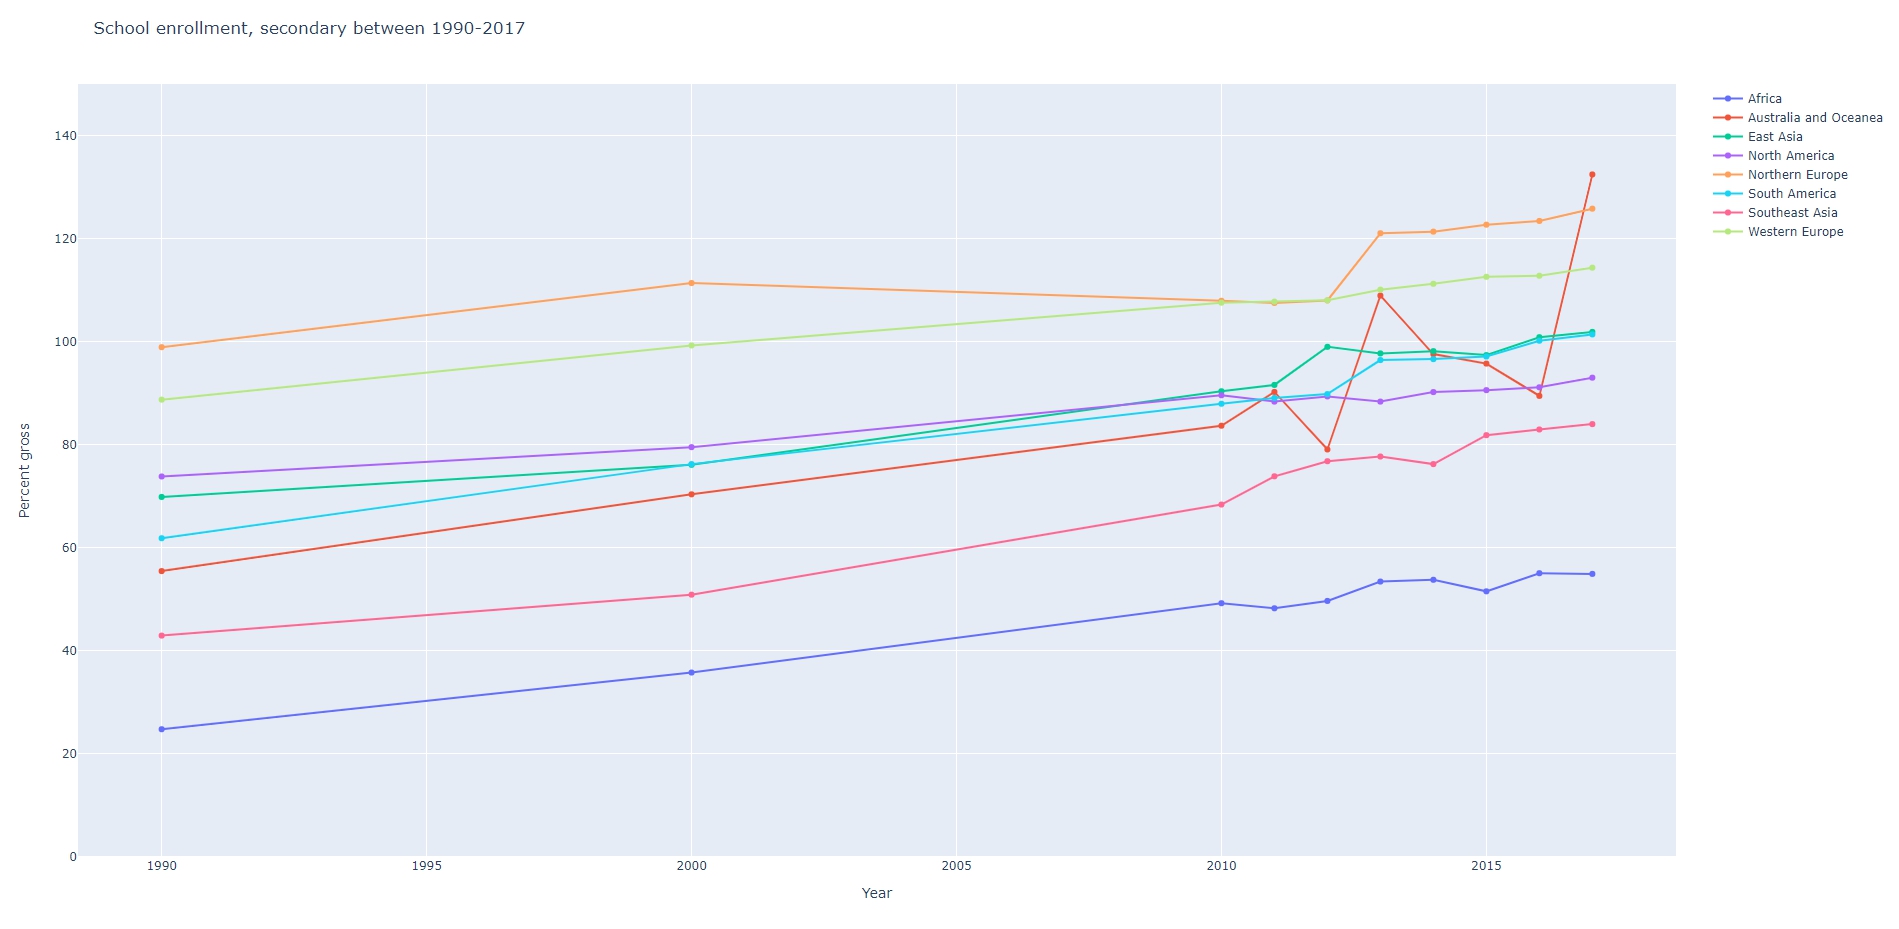 School enrollment, secondary between 1990-2017
Africa
Australia and Oceanea
East Asia
North America
Northern Europe
South America
Southeast Asia
Western Europe
Percent gross
140
120
100
80
60
40
20
0
1990 1995 2000 2005 2010 2015
Year